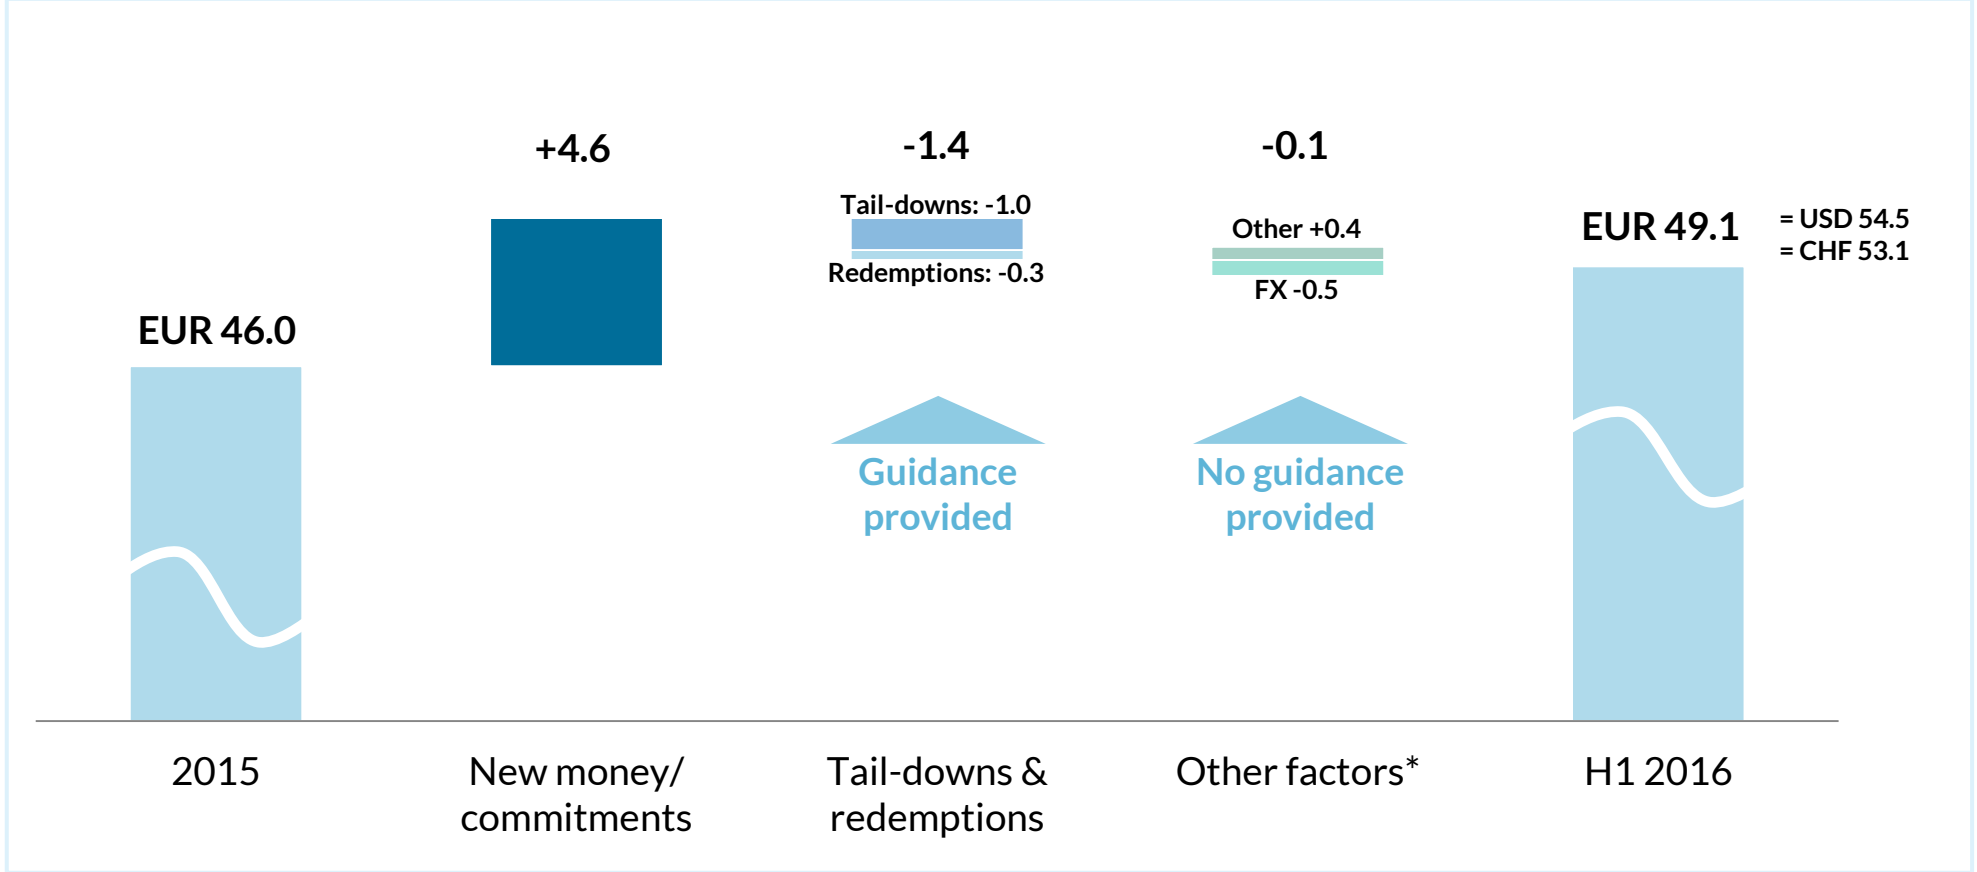 +4.6
-1.4
-0.1
Tail-downs: -1.0
Redemptions: -0.3
Other +0.4
FX -0.5
EUR 46.0
EUR 49.1
= USD 54.5
= CHF 53.1
Guidance
provided
No guidance
provided
2015
New money/
commitments
Tail-downs &
redemptions
Other factors*
H1 2016